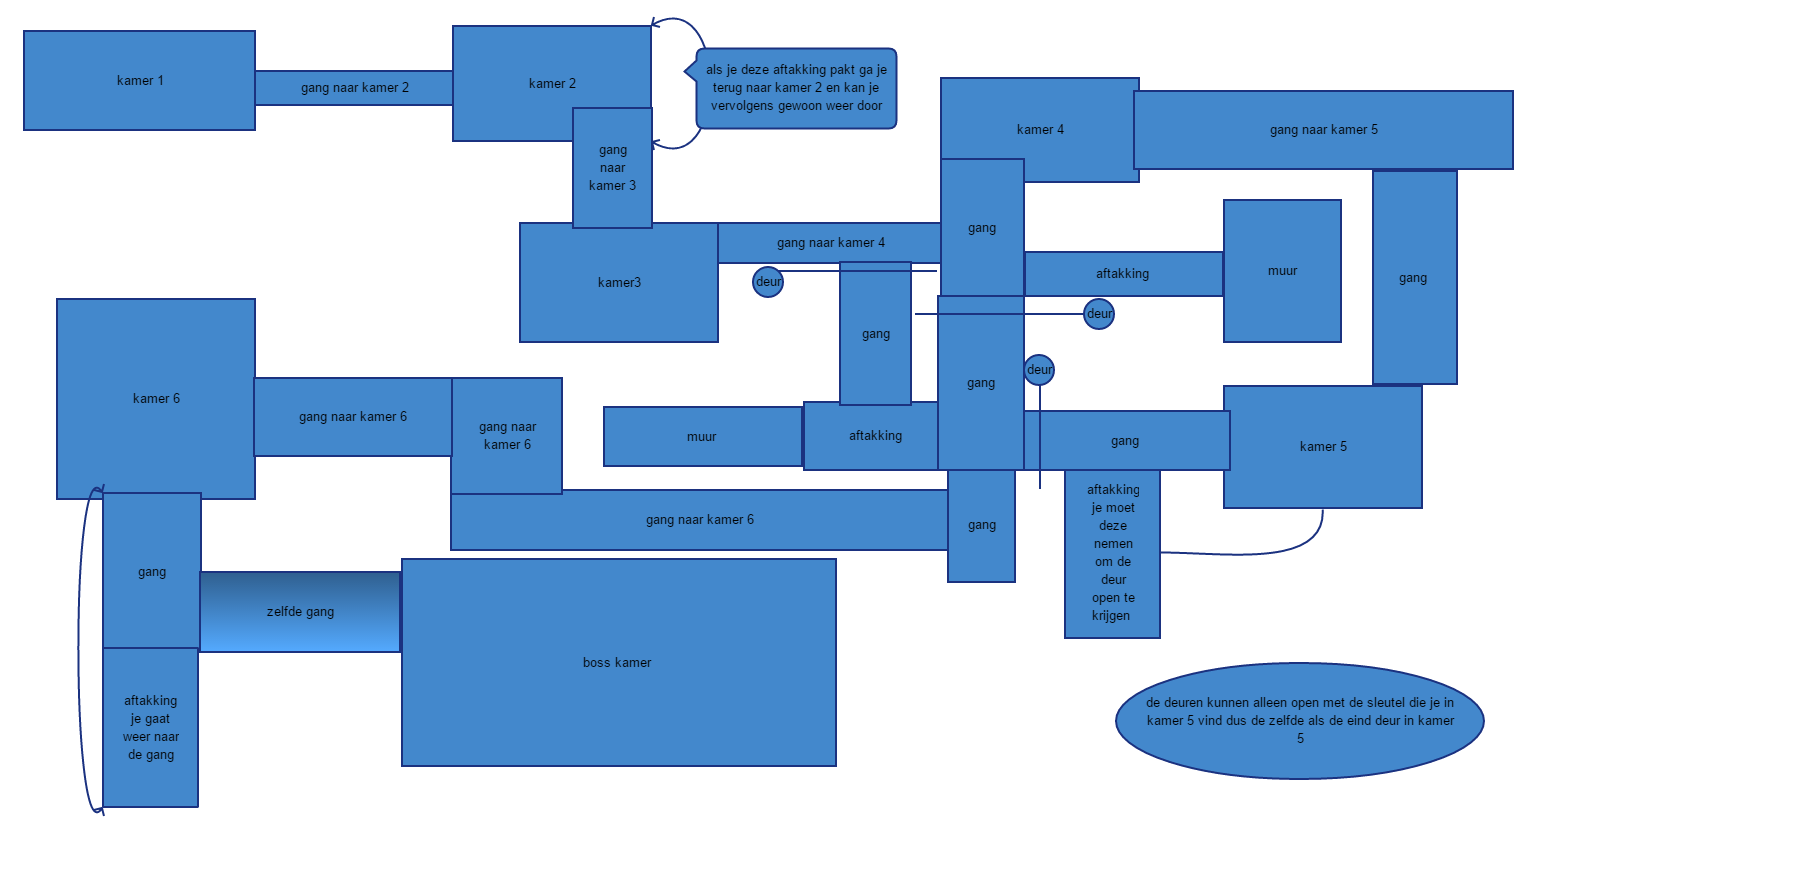 kamer 1
gang naar kamer 2
kamer 2
als je deze aftakking pakt ga je
terug naar kamer 2 en kan je
vervolgens gewoon weer door
gang
naar
kamer 3
kamer 4
gang naar kamer 5
gang
gang naar kamer 4
kamer3
deur
aftakking
muur
gang
deur
gang
gang
deur
kamer 6
gang naar kamer 6
gang naar
kamer 6
muur
aftakking
gang
kamer 5
gang naar kamer 6
gang
aftakking
je moet
deze
nemen
om de
deur
open te
krijgen
gang
zelfde gang
boss kamer
aftakking
je gaat
weer naar
de gang
de deuren kunnen alleen open met de sleutel die je in
kamer 5 vind dus de zelfde als de eind deur in kamer
5